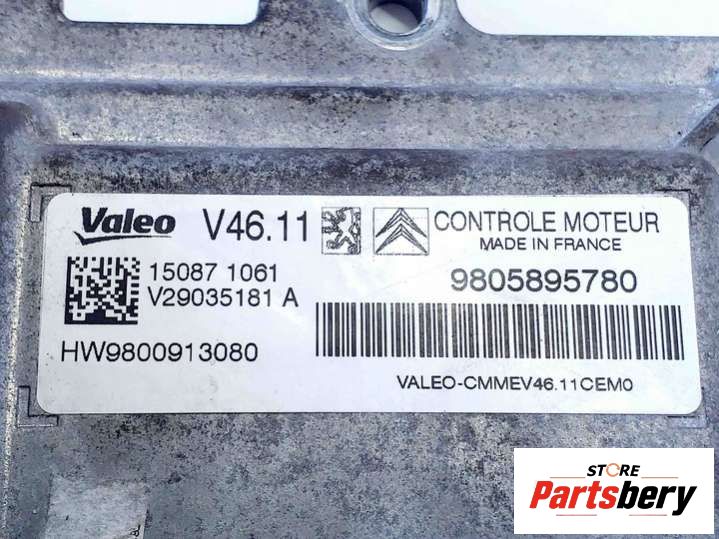 Valeo V46.11 CONTROLE MOTEUR
MADE IN FRANCE
15087 1061
V29035181 A
9805895780
HW9800913080
VALEO-CMMEV46.11CEM0
STORE
Partsbery